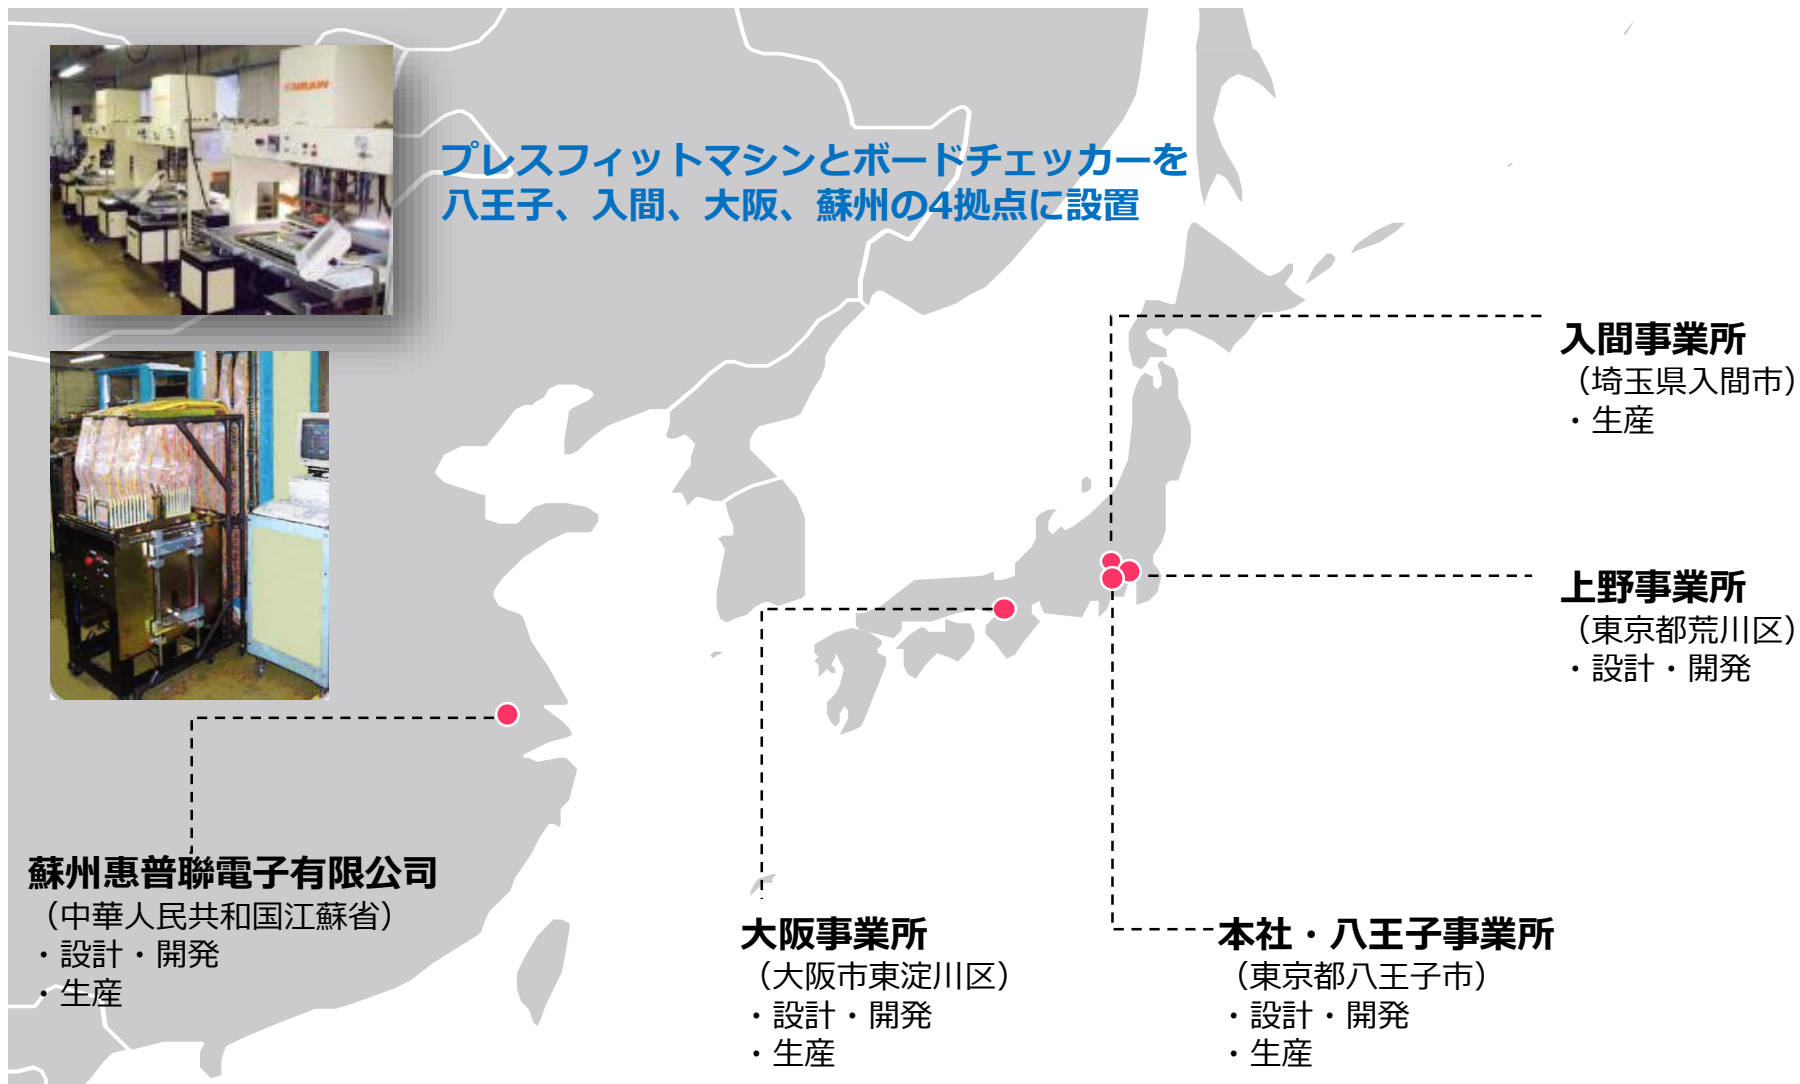 プレスフィットマシンとボードチェッカーを
八王子、入間、大阪、蘇州の4拠点に設置
入間事業所
（埼玉県入間市）
・生産
上野事業所
（東京都荒川区）
・設計・開発
蘇州惠普聯電子有限公司
（中華人民共和国江蘇省）
・設計・開発
・生産
大阪事業所
（大阪市東淀川区）
・設計・開発
・生産
本社・八王子事業所
（東京都八王子市）
・設計・開発
・生産